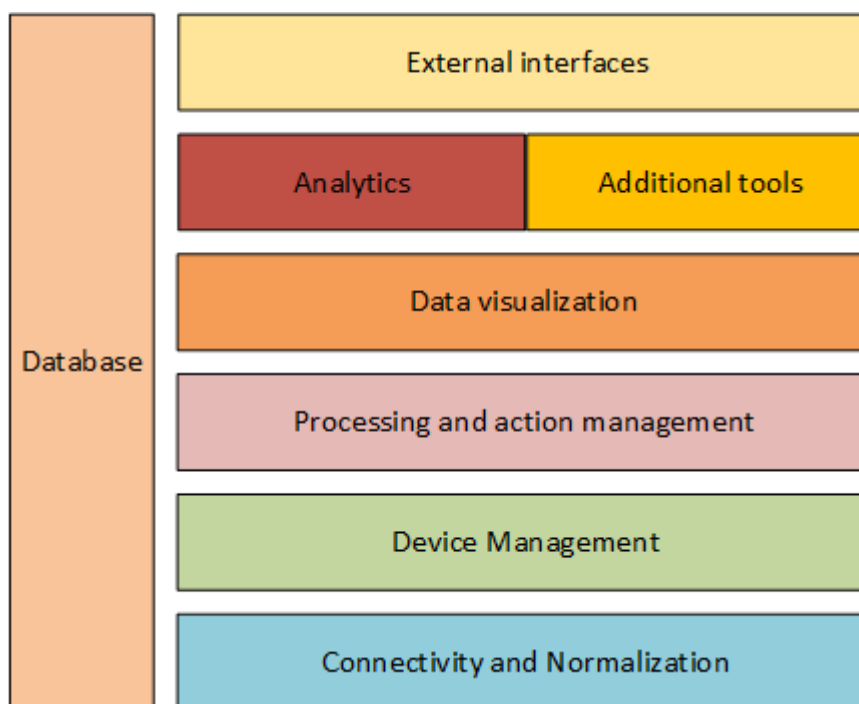 External interfaces
Analytics
Additional tools
Data visualization
Database
Processing and action management
Device Management
Connectivity and Normalization